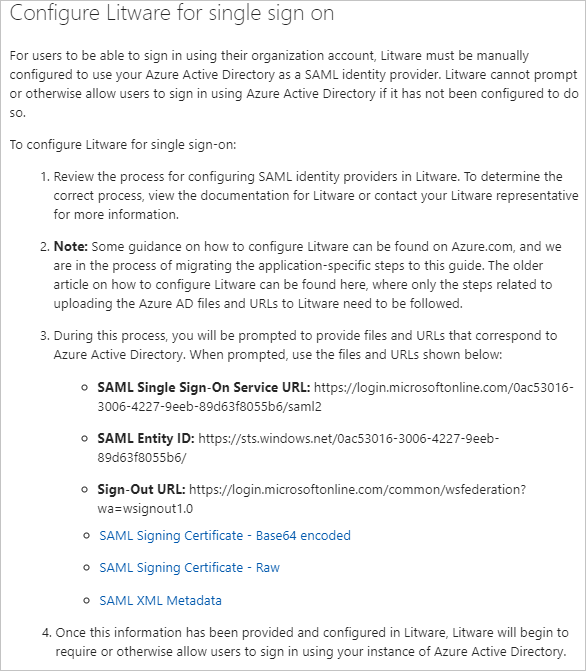 Configure Litware for single sign on
For users to be able to sign in using their organization account, Litware must be manually
configured to use your Azure Active Directory as a SAML identity provider. Litware cannot prompt
or otherwise allow users to sign in using Azure Active Directory if it has not been configured to do
so.
To configure Litware for single sign-on:
1. Review the process for configuring SAML identity providers in Litware. To determine the
correct process, view the documentation for Litware or contact your Litware representative
for more information.
2. Note: Some guidance on how to configure Litware can be found on Azure.com, and we
are in the process of migrating the application-specific steps to this guide. The older
article on how to configure Litware can be found here, where only the steps related to
uploading the Azure AD files and URLs to Litware need to be followed.
3. During this process, you will be prompted to provide files and URLs that correspond to
Azure Active Directory. When prompted, use the files and URLs shown below:
SAML Single Sign-On Service URL: https://login.microsoftonline.com/0ac53016-
3006-4227-9eeb-89d63f8055b6/saml2
SAML Entity ID: https://sts.windows.net/0ac53016-3006-4227-9eeb-
89d63f8055b6/
Sign-Out URL: https://login.microsoftonline.com/common/wsfederation?
wa=wsignout1.0
SAML Signing Certificate - Base64 encoded
SAML Signing Certificate - Raw
SAML XML Metadata
4. Once this information has been provided and configured in Litware, Litware will begin to
require or otherwise allow users to sign in using your instance of Azure Active Directory.